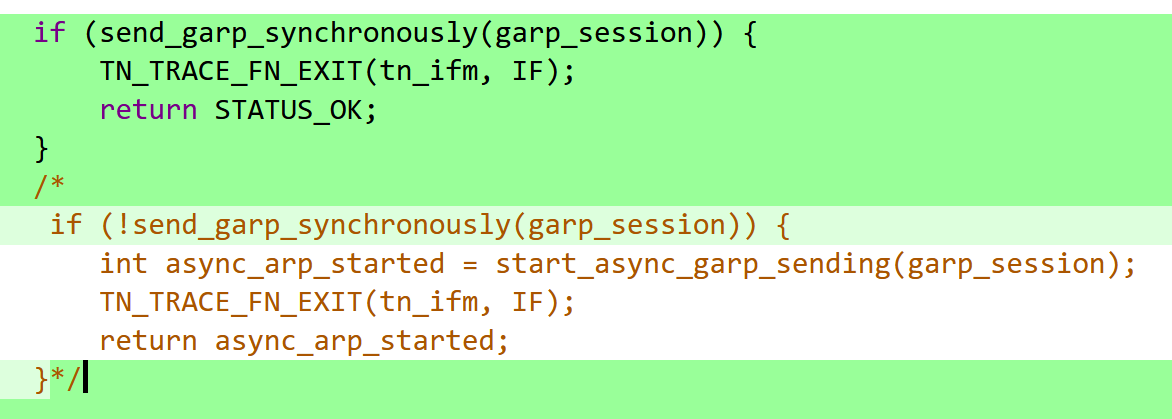 if (send_garp_synchronously(garp_session)) {
    TN_TRACE_FN_EXIT(tn_ifm, IF);
    return STATUS_OK;
}
/*
 if (!send_garp_synchronously(garp_session)) {
    int async_arp_started = start_async_garp_sending(garp_session);
    TN_TRACE_FN_EXIT(tn_ifm, IF);
    return async_arp_started;
}*/